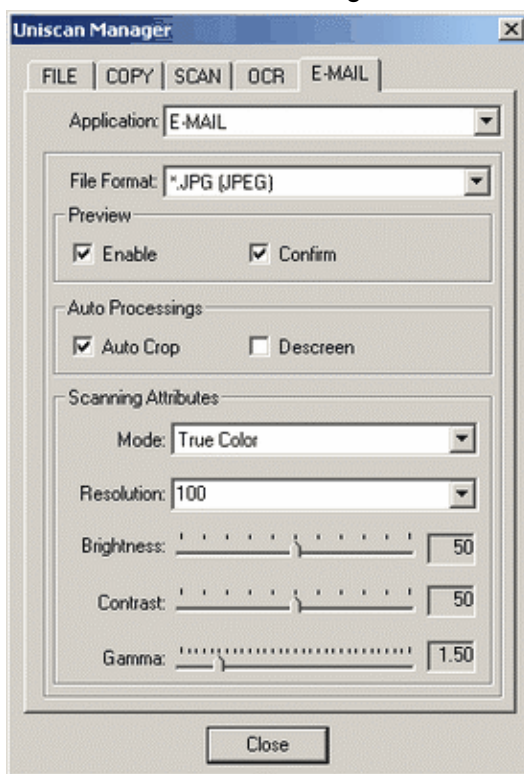 Uniscan Manager
FILE COPY SCAN OCR E-MAIL
Application: E-MAIL
File Format: *.JPG (JPEG)
Preview
Enable Confirm
Auto Processings
Auto Crop Descreen
Scanning Attributes
Mode: True Color
Resolution: 100
Brightness: 50
Contrast: 50
Gamma: 1.50
Close